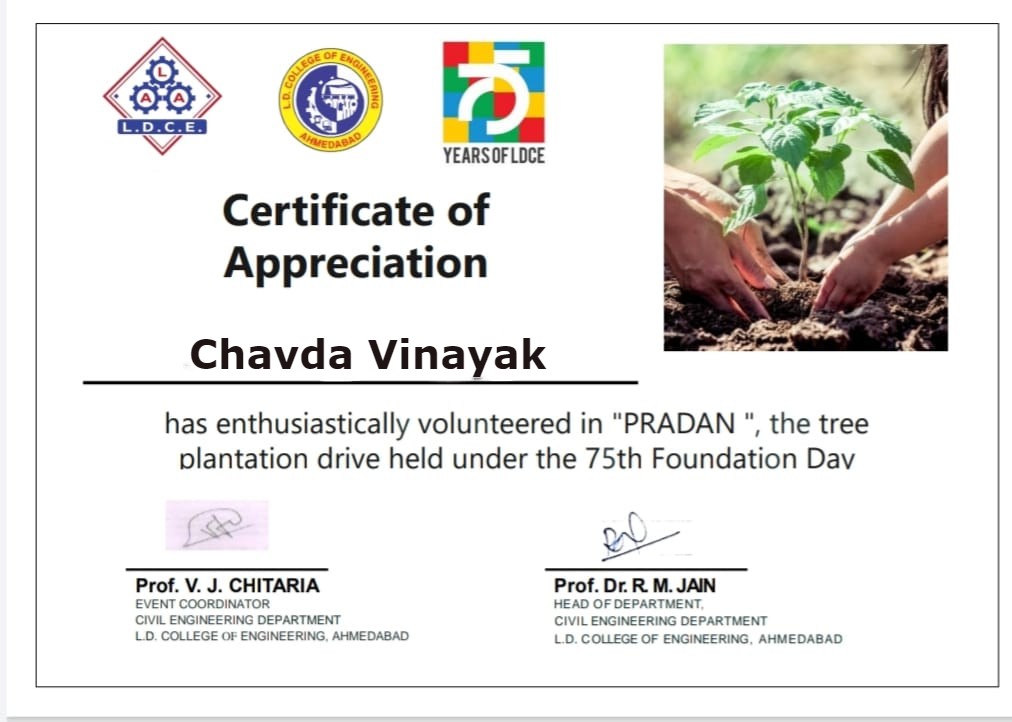 L
A A
L.D.C.E.
L.D. COLLEGE OF ENGINEERING
AHMEDABAD
75
YEARS OF LDCE
Certificate of
Appreciation
Chavda Vinayak
has enthusiastically volunteered in "PRADAN ", the tree
plantation drive held under the 75th Foundation Day
Prof. V. J. CHITARIA
EVENT COORDINATOR
CIVIL ENGINEERING DEPARTMENT
L.D. COLLEGE OF ENGINEERING, AHMEDABAD
Prof. Dr. R. M. JAIN
HEAD OF DEPARTMENT,
CIVIL ENGINEERING DEPARTMENT
L.D. COLLEGE OF ENGINEERING, AHMEDABAD